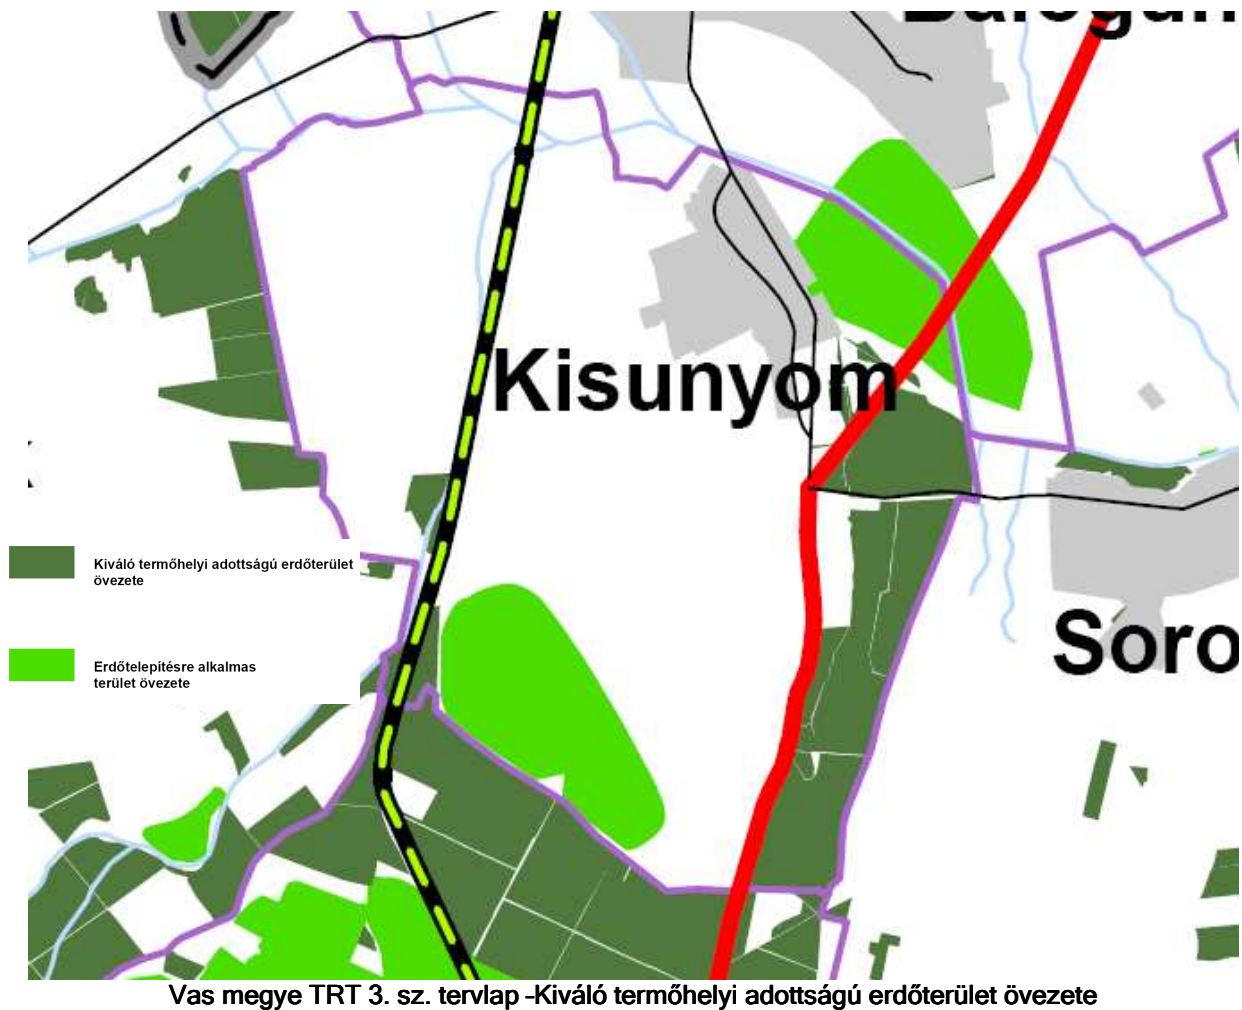 Kisunyom
Kiváló termőhelyi adottságú erdőterület
övezete
Soro
Erdőtelepítésre alkalmas
terület övezete
Vas megye TRT 3. sz. tervlap –Kiváló termőhelyi adottságú erdőterület övezete